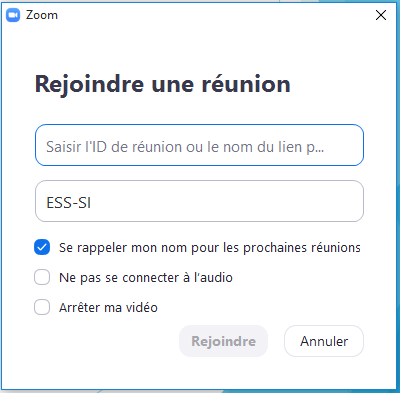 Zoom
Rejoindre une réunion
Saisir l'ID de réunion ou le nom du lien p...
ESS-SI
Se rappeler mon nom pour les prochaines réunions
Ne pas se connecter à l'audio
Arrêter ma vidéo
Rejoindre Annuler